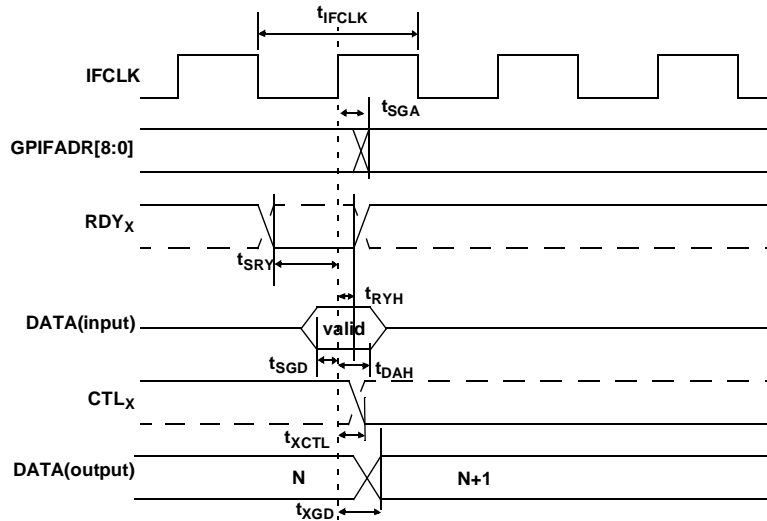 tIFCLK
IFCLK
tSGA
GPIFADR[8:0]
RDYX
tSRY
tRYH
DATA(input)
valid
tSGD
tDAH
CTLX
tXCTL
DATA(output)
N
N+1
tXGD